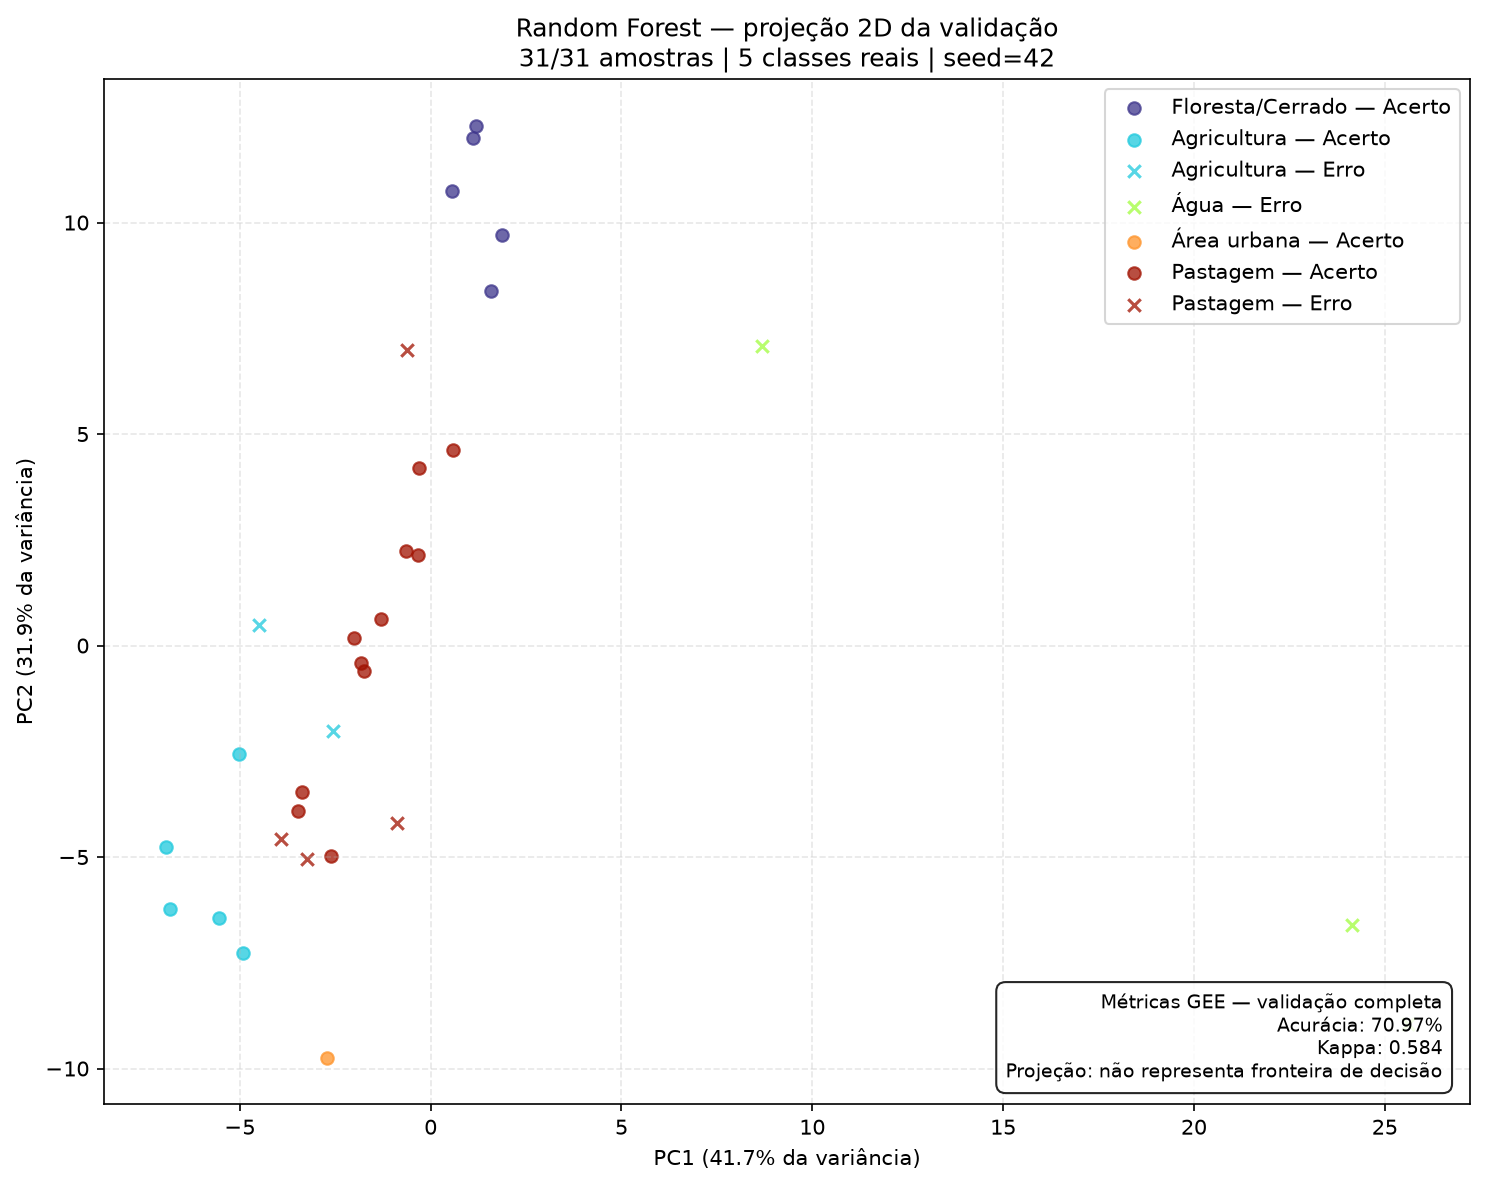 Random Forest — projeção 2D da validação
31/31 amostras | 5 classes reais | seed=42
Floresta/Cerrado — Acerto
Agricultura — Acerto
Agricultura — Erro
Água — Erro
Área urbana — Acerto
Pastagem — Acerto
Pastagem — Erro
PC2 (31.9% da variância)
10
5
0
−5
−10
Métricas GEE — validação completa
Acurácia: 70.97%
Kappa: 0.584
Projeção: não representa fronteira de decisão
−5
0
5
10
15
20
25
PC1 (41.7% da variância)